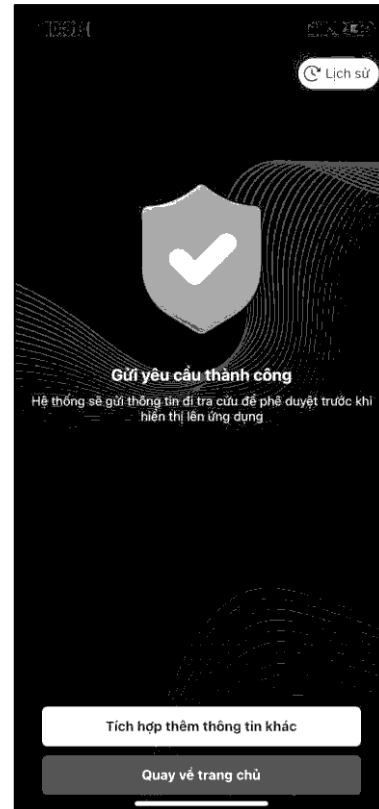 Lịch sử
Gửi yêu cầu thành công
Hệ thống sẽ gửi thông tin đi tra cứu để phê duyệt trước khi
hiển thị lên ứng dụng
Tích hợp thêm thông tin khác
Quay về trang chủ